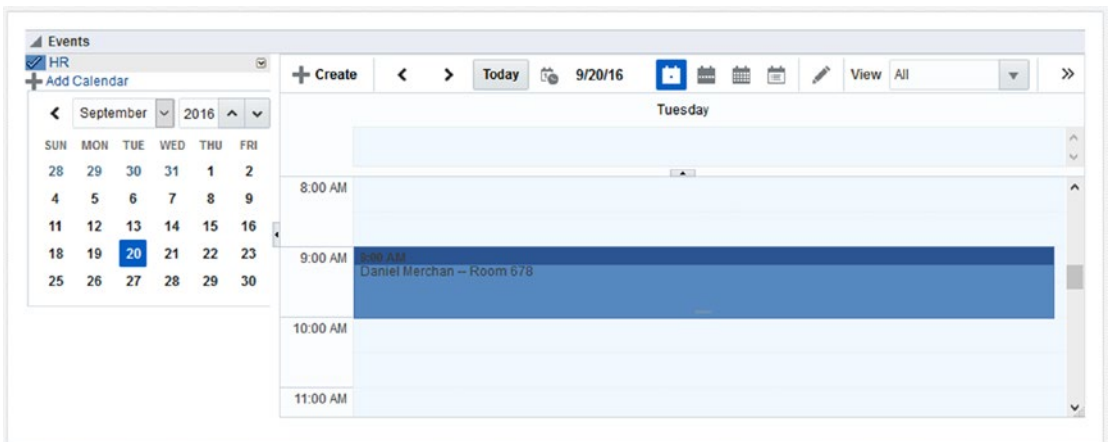 Events
HR
Add Calendar
September 2016
SUN MON TUE WED THU FRI
28 29 30 31 1 2
4 5 6 7 8 9
11 12 13 14 15 16
18 19 20 21 22 23
25 26 27 28 29 30
Create Today 9/20/16 View All
Tuesday
8:00 AM
9:00 AM 9:00 AM
Daniel Merchan -- Room 678
10:00 AM
11:00 AM